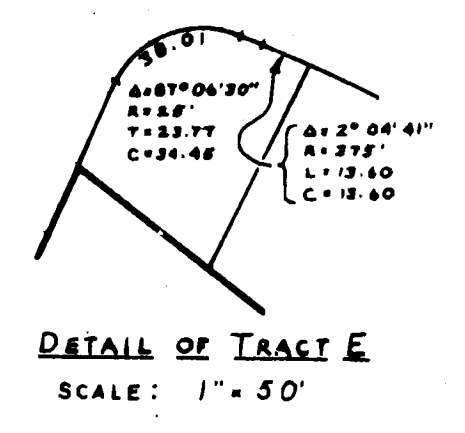 38.01
Δ=87°06'30"
R=25'
T=23.77
C=34.45
Δ=2°04'41"
R=375'
L=13.60
C=13.60
DETAIL OF TRACT E
SCALE: 1"=50'